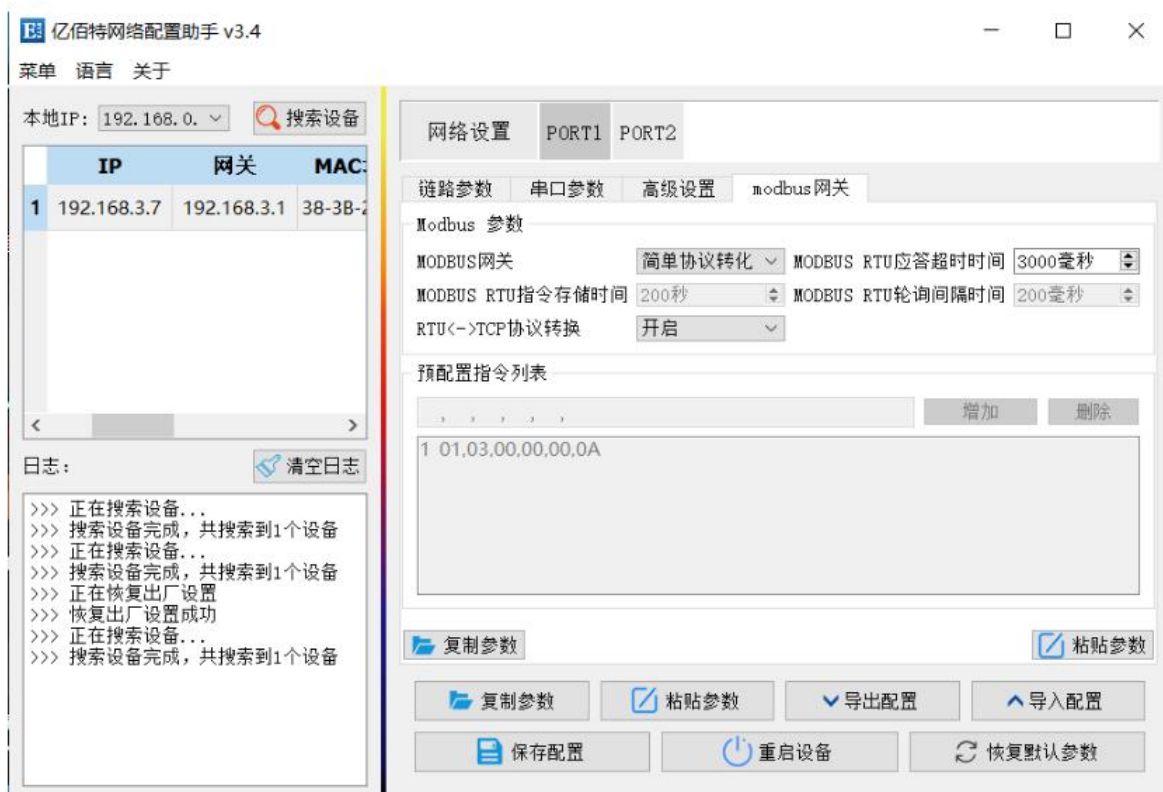 亿佰特网络配置助手 v3.4
菜单 语言 关于
本地IP: 192.168.0. 搜索设备
IP 网关 MAC
1 192.168.3.7 192.168.3.1 38-3B-2
日志:
清空日志
>>> 正在搜索设备...
>>> 搜索设备完成，共搜索到1个设备
>>> 正在搜索设备...
>>> 搜索设备完成，共搜索到1个设备
>>> 正在恢复出厂设置
>>> 恢复出厂设置成功
>>> 正在搜索设备...
>>> 搜索设备完成，共搜索到1个设备
网络设置 PORT1 PORT2
链路参数 串口参数 高级设置 modbus网关
Modbus 参数
MODBUS网关 简单协议转化 MODBUS RTU应答超时时间 3000毫秒
MODBUS RTU指令存储时间 200秒 MODBUS RTU轮询间隔时间 200毫秒
RTU<->TCP协议转换 开启
预配置指令列表
, , , , , 增加 删除
1 01,03,00,00,00,0A
复制参数 粘贴参数
复制参数 粘贴参数 导出配置 导入配置
保存配置 重启设备 恢复默认参数